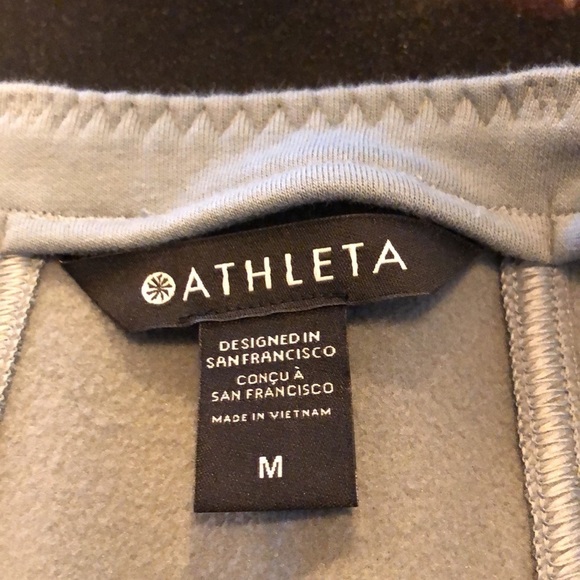 ATHLETA
DESIGNED IN
SAN FRANCISCO
CONÇU À
SAN FRANCISCO
MADE IN VIETNAM
M